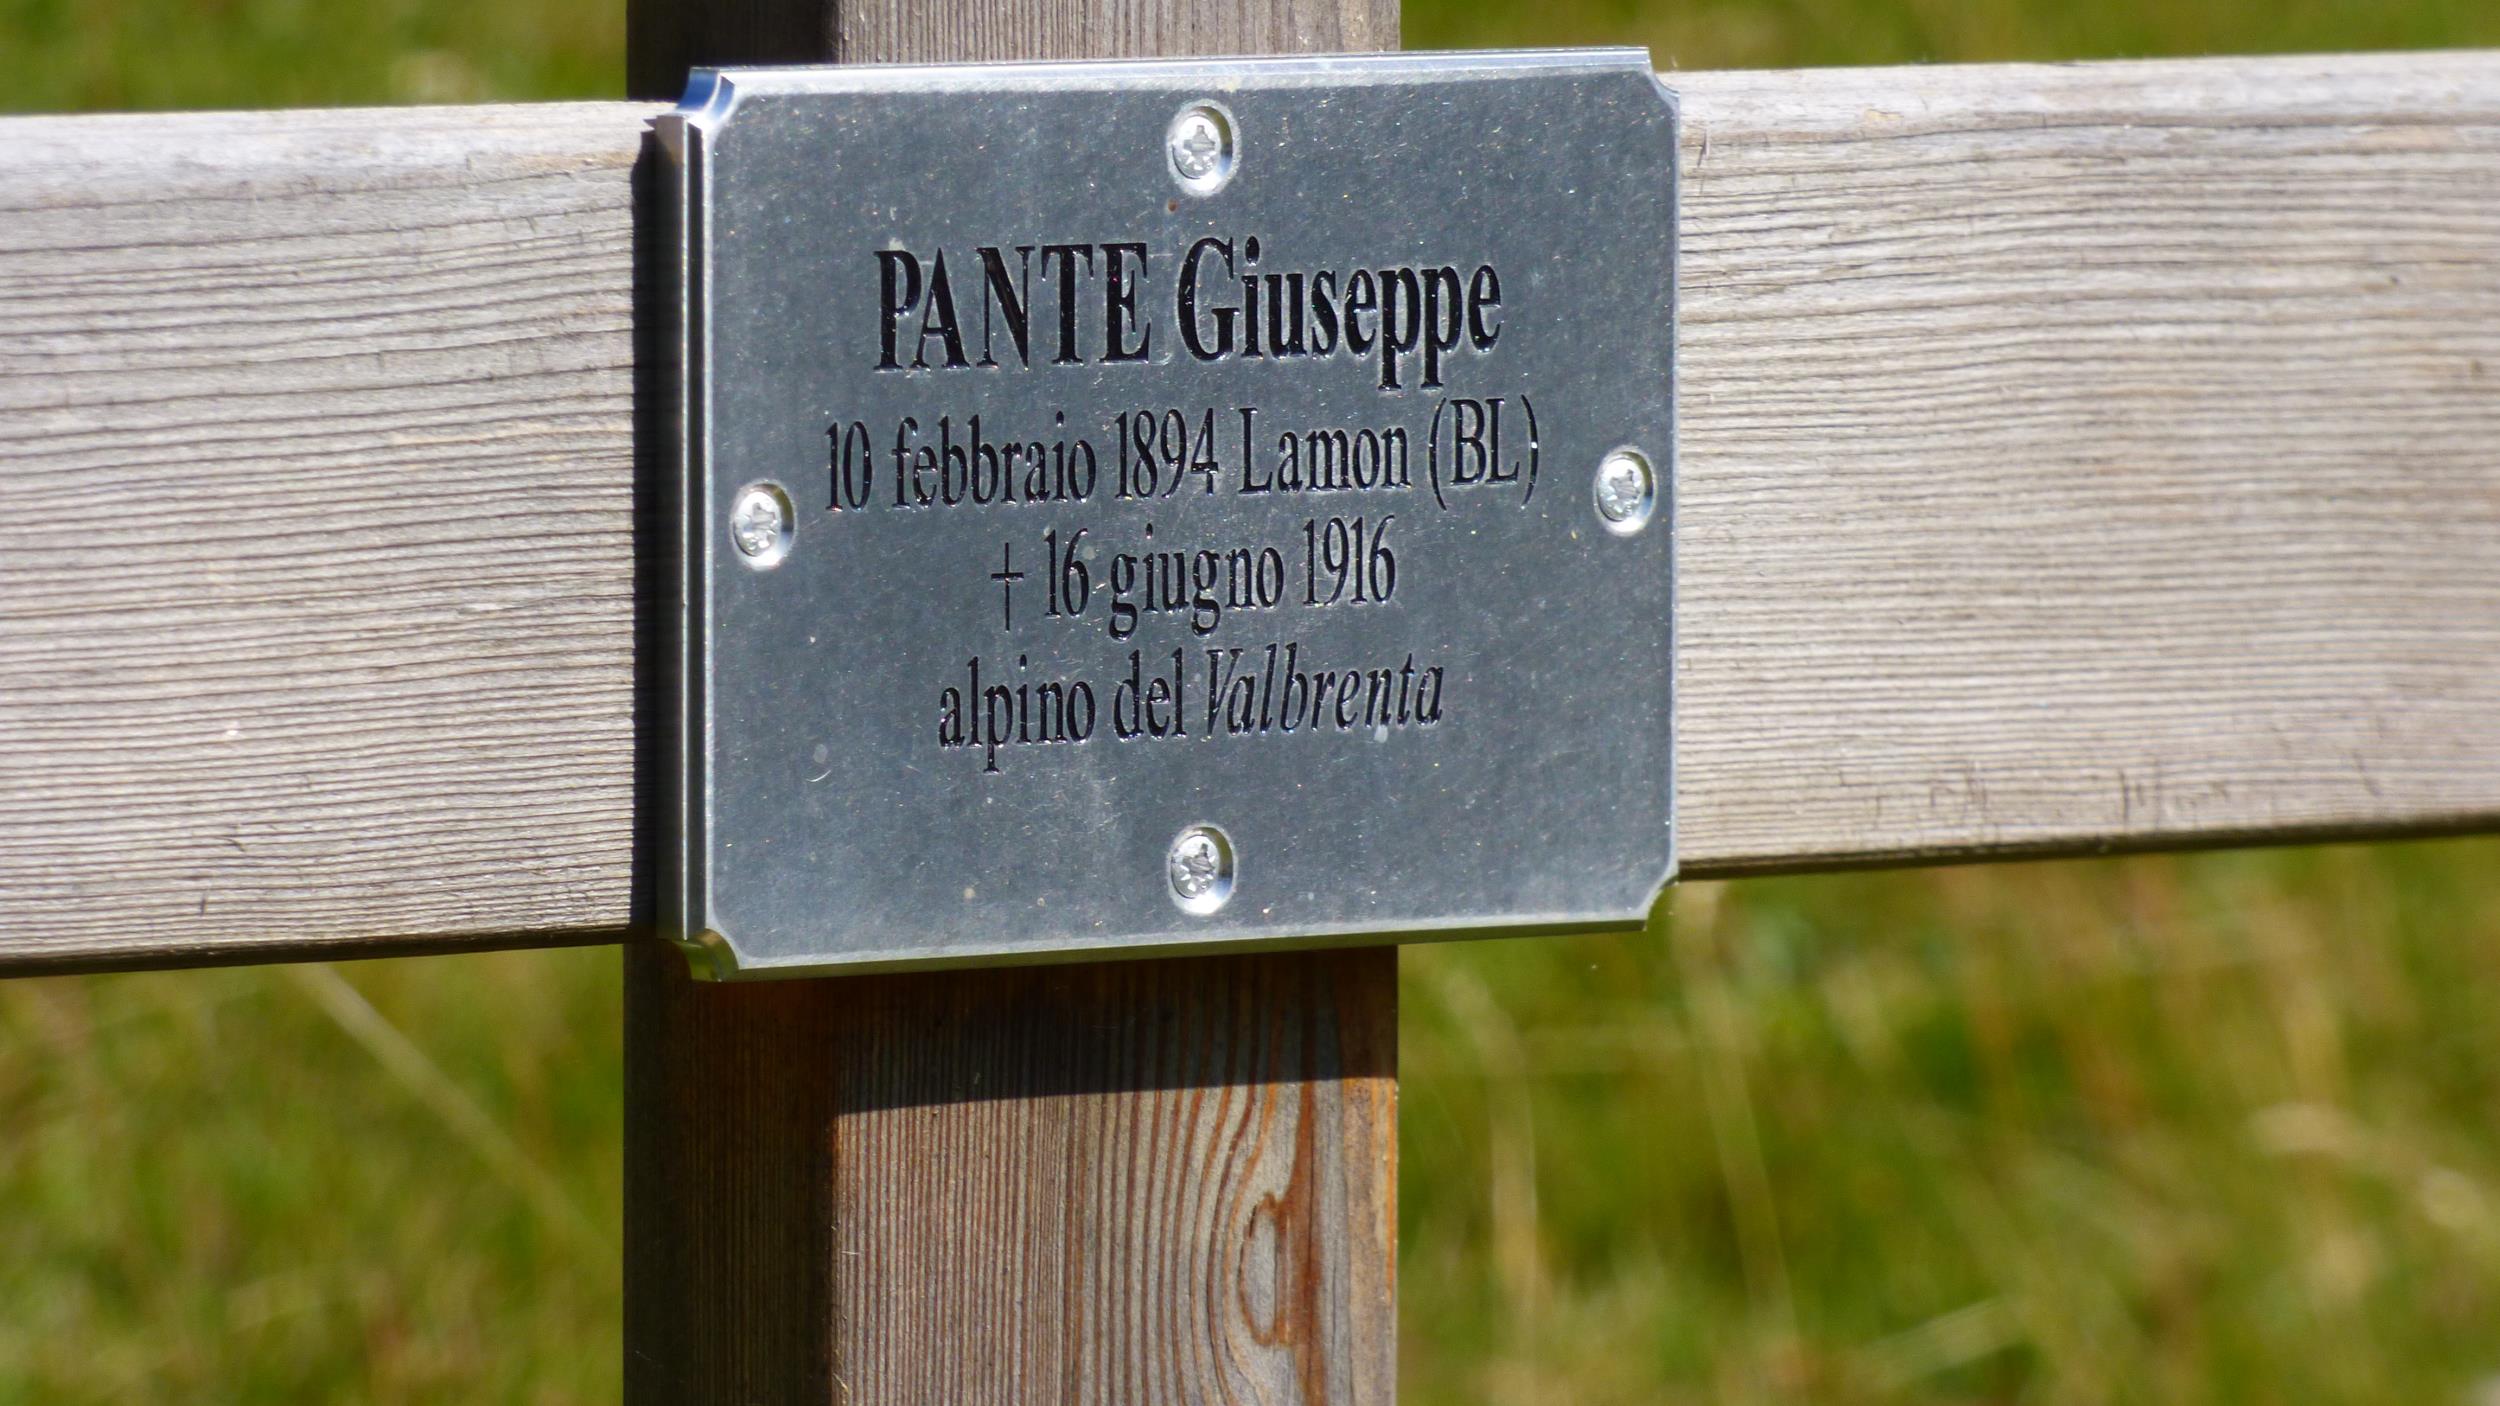 PANTE Giuseppe
10 febbraio 1894 Lamon (BL)
† 16 giugno 1916
alpino del Valbrenta